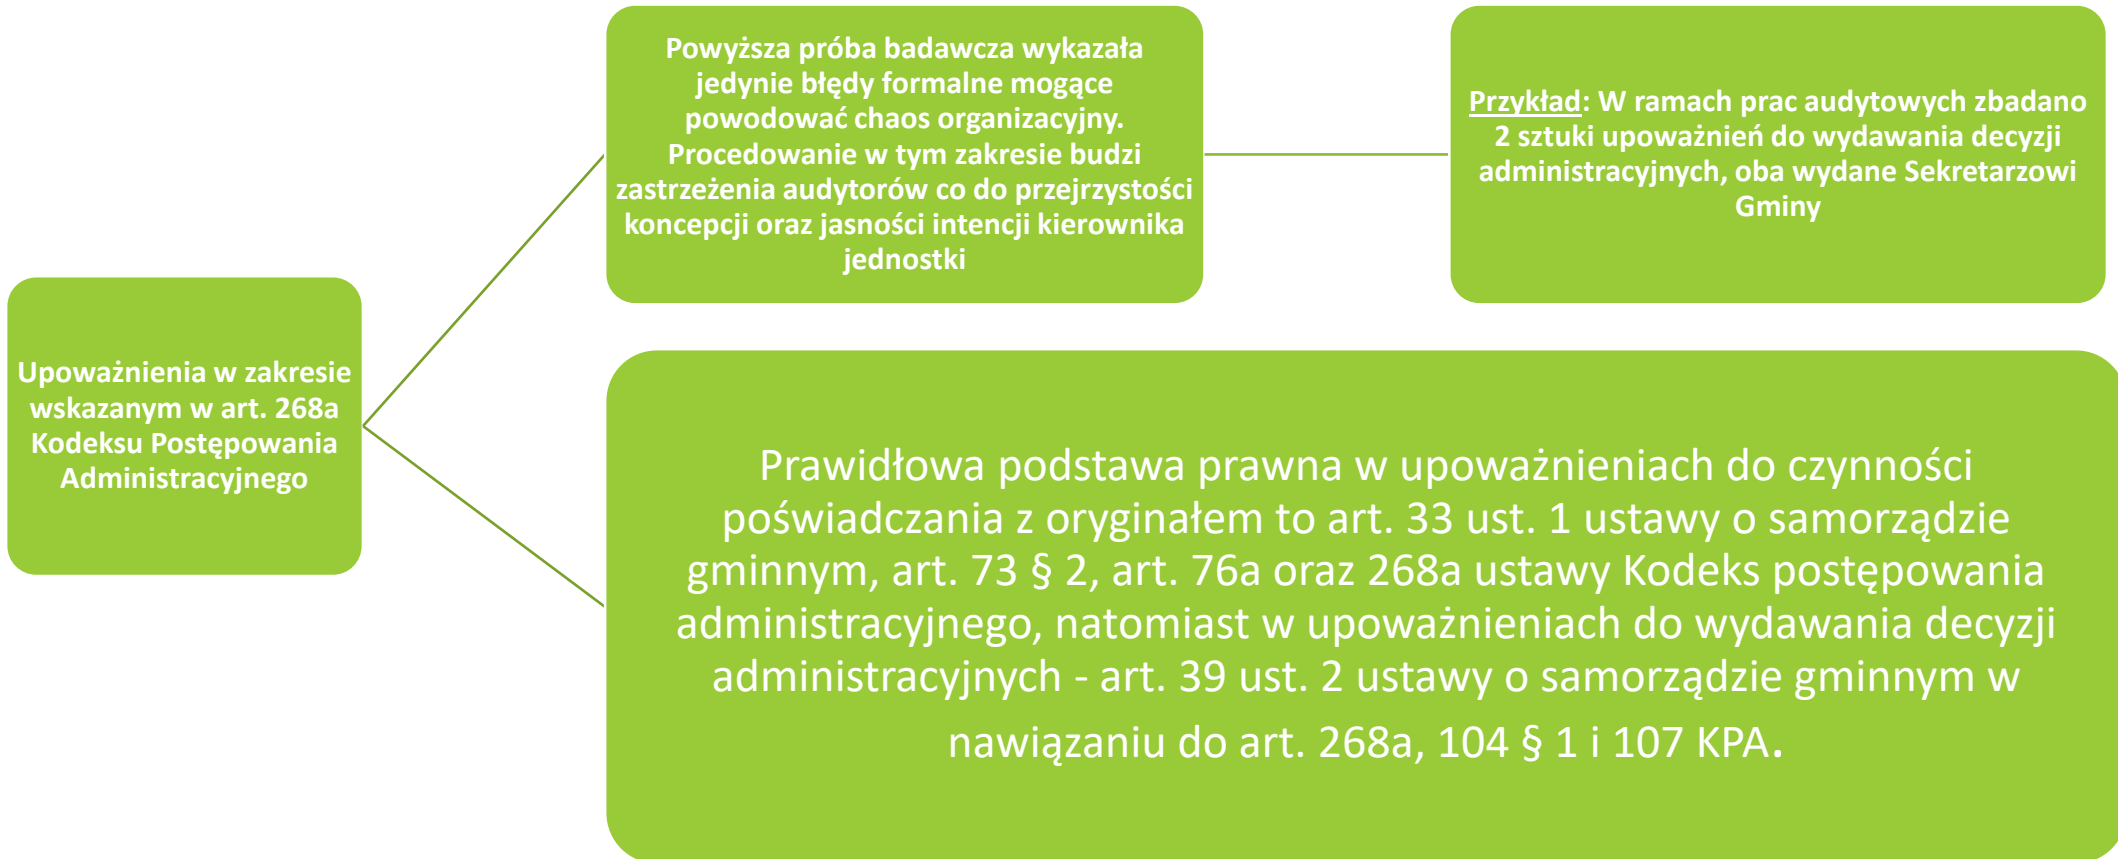 Powyższa próba badawcza wykazała
jedynie błędy formalne mogące
powodować chaos organizacyjny.
Procedowanie w tym zakresie budzi
zastrzeżenia audytorów co do przejrzystości
koncepcji oraz jasności intencji kierownika
jednostki
Przykład: W ramach prac audytowych zbadano
2 sztuki upoważnień do wydawania decyzji
administracyjnych, oba wydane Sekretarzowi
Gminy
Upoważnienia w zakresie
wskazanym w art. 268a
Kodeksu Postępowania
Administracyjnego
Prawidłowa podstawa prawna w upoważnieniach do czynności
poświadczania z oryginałem to art. 33 ust. 1 ustawy o samorządzie
gminnym, art. 73 § 2, art. 76a oraz 268a ustawy Kodeks postępowania
administracyjnego, natomiast w upoważnieniach do wydawania decyzji
administracyjnych - art. 39 ust. 2 ustawy o samorządzie gminnym w
nawiązaniu do art. 268a, 104 § 1 i 107 KPA.